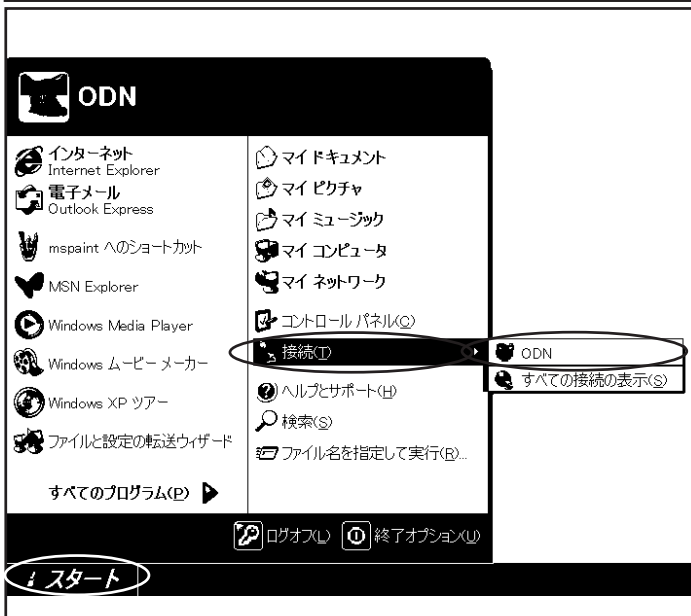 ODN
インターネット
Internet Explorer
電子メール
Outlook Express
mspaint へのショートカット
MSN Explorer
Windows Media Player
Windows ムービー メーカー
Windows XP ツアー
ファイルと設定の転送ウィザード
すべてのプログラム(P)
マイ ドキュメント
マイ ピクチャ
マイ ミュージック
マイ コンピュータ
マイ ネットワーク
コントロール パネル(C)
接続(T)
ヘルプとサポート(H)
検索(S)
ファイル名を指定して実行(R)...
ODN
すべての接続の表示(S)
ログオフ(L)
終了オプション(U)
スタート